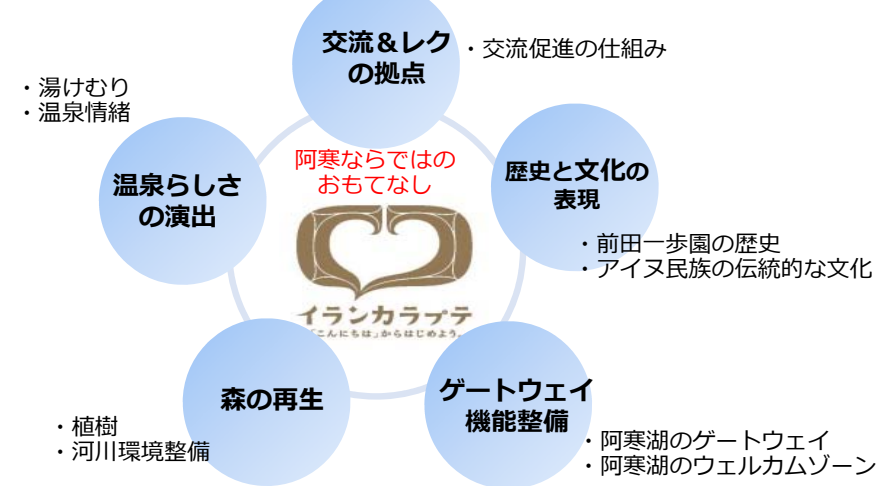 交流＆レク
の拠点
・交流促進の仕組み
・湯けむり
・温泉情緒
温泉らしさ
の演出
阿寒ならではの
おもてなし
歴史と文化の
表現
・前田一歩園の歴史
・アイヌ民族の伝統的な文化
イランカラㇷ゚テ
「こんにちは」からはじめよう。
森の再生
・植樹
・河川環境整備
ゲートウェイ
機能整備
・阿寒湖のゲートウェイ
・阿寒湖のウェルカムゾーン